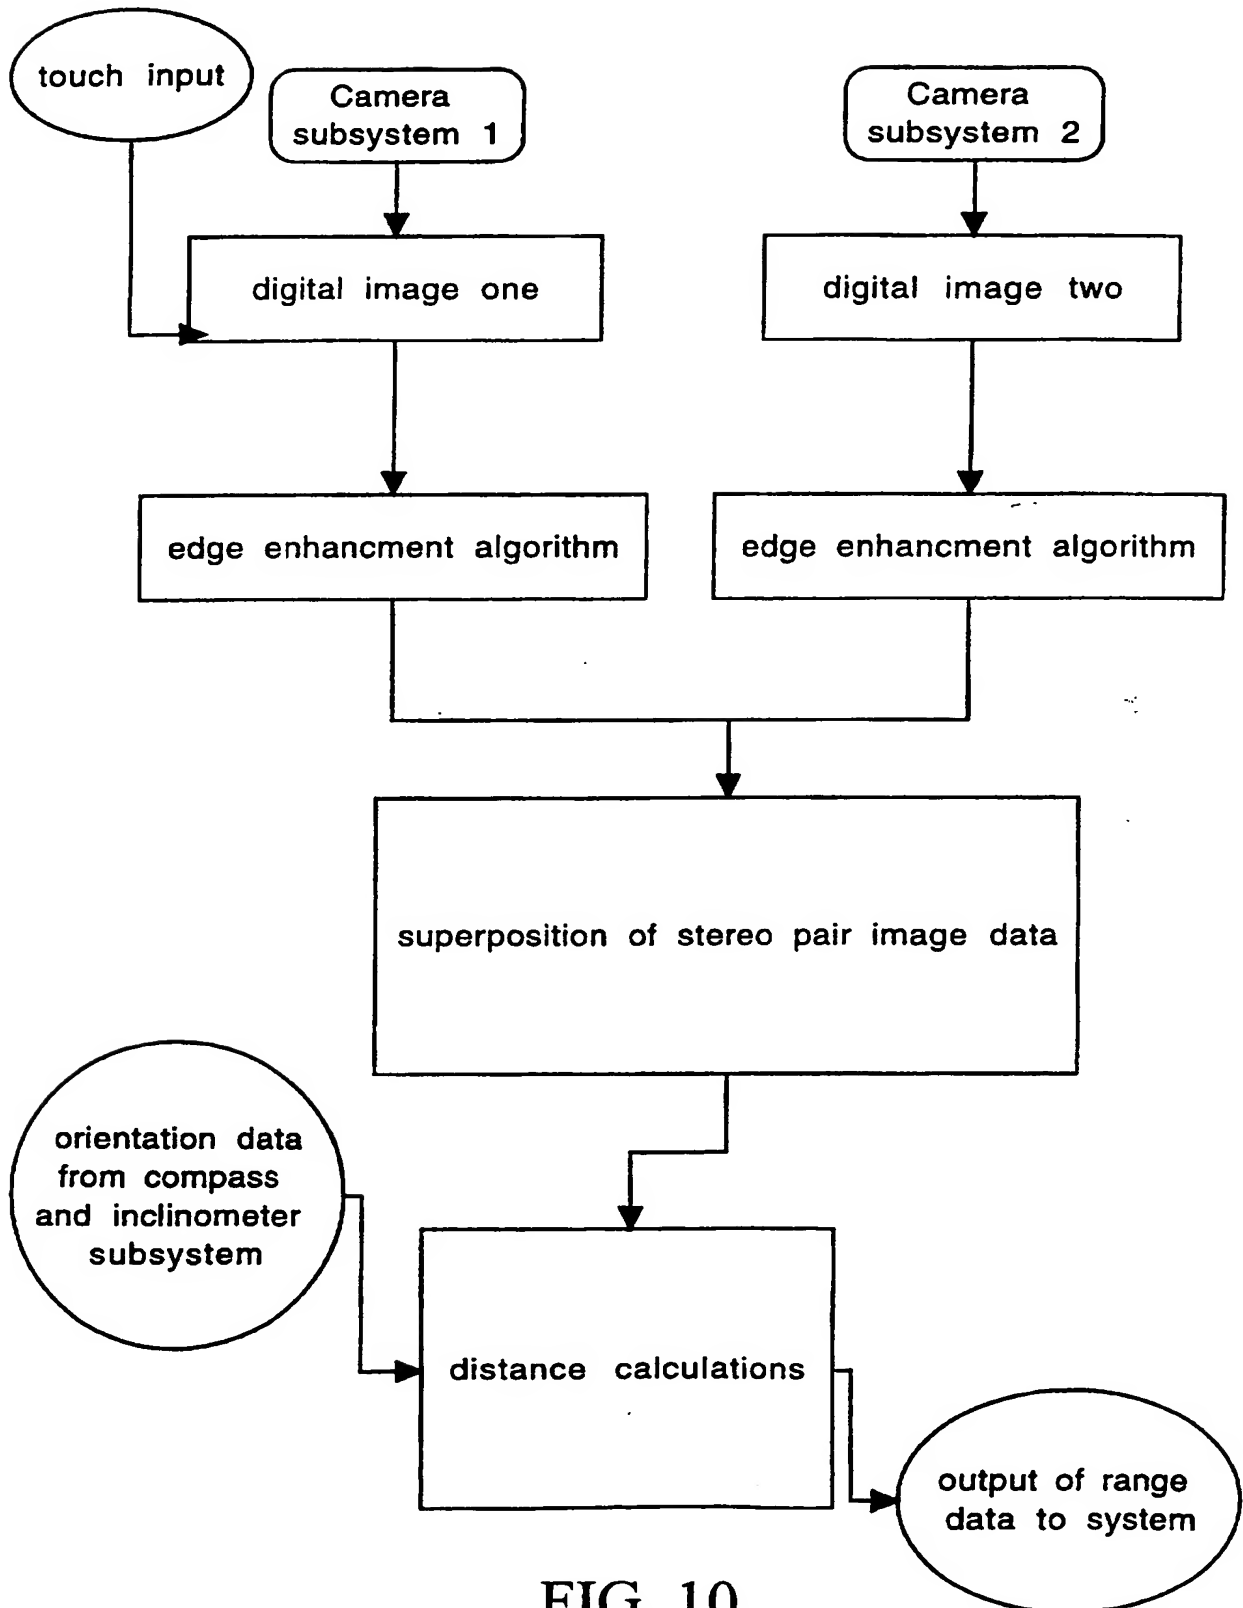 touch input
Camera
subsystem 1
Camera
subsystem 2
digital image one
digital image two
edge enhancment algorithm
edge enhancment algorithm
superposition of stereo pair image data
orientation data
from compass
and inclinometer
subsystem
distance calculations
output of range
data to system
FIG. 10